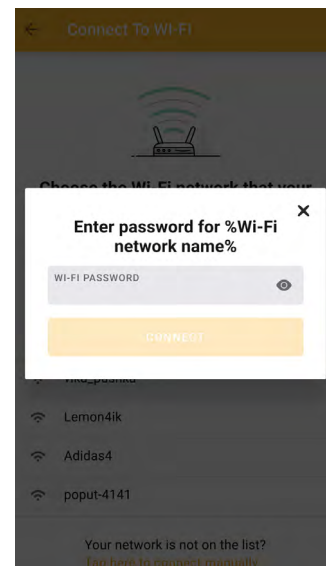 Connect To Wi-Fi
Choose the Wi-Fi network that your
Enter password for %Wi-Fi
network name%
WI-FI PASSWORD
CONNECT
Lemon4ik
Adidas4
poput-4141
Your network is not on the list?
Tap here to connect manually